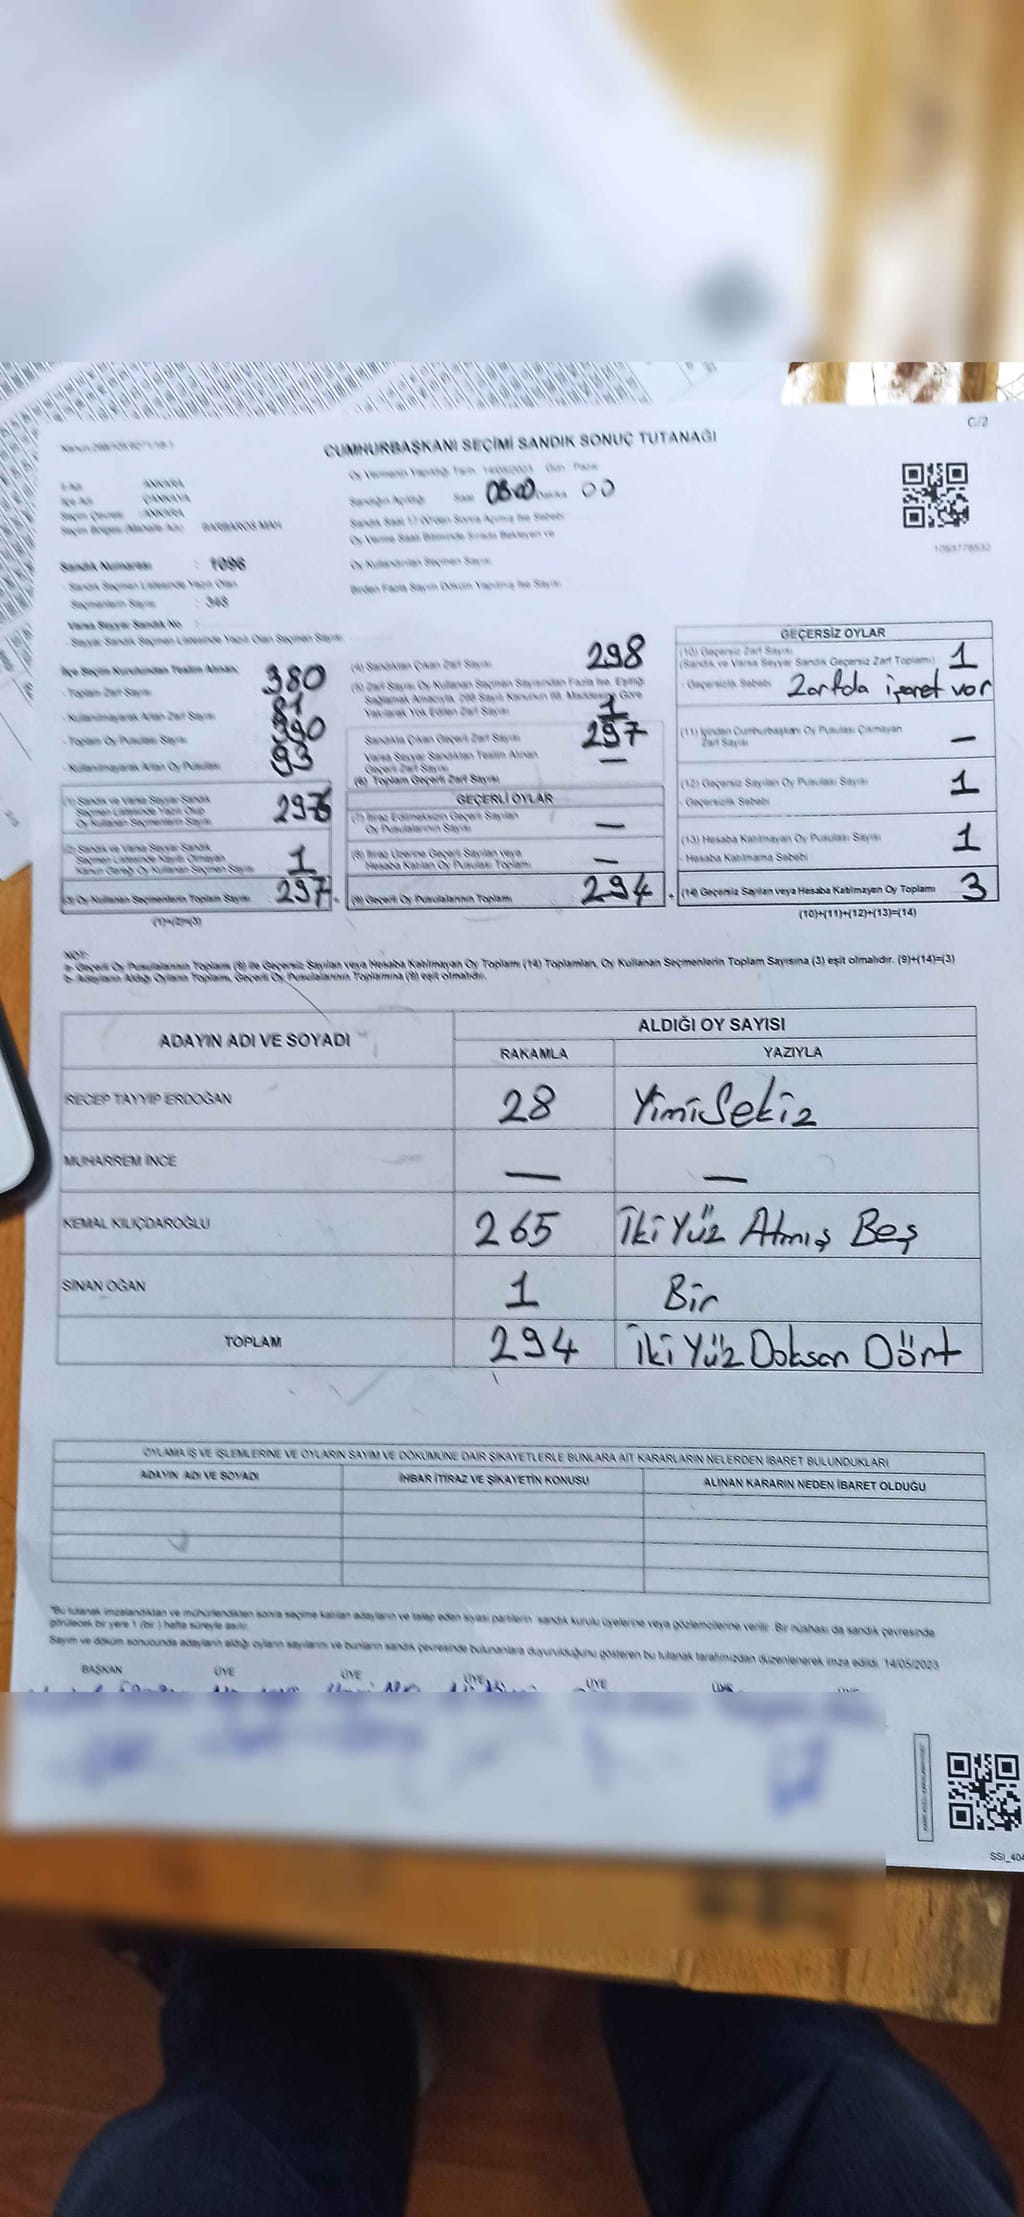 C/2
CUMHURBAŞKANI SEÇİMİ SANDIK SONUÇ TUTANAĞI
Oy Vermenin Yapıldığı Tarih 14/05/2023 Gün Pazar
İli Adı ANKARA
İlçe Adı ÇANKAYA
Seçim Çevresi ANKARA
Seçim Bölgesi (Mahalle Adı) BARBAROS MAH.
Sandığın Açıldığı Saat Dakika 00
Sandık Saat 17:00'den Sonra Açılmış İse Sebebi
Oy Verme Saati Bitiminde Sırada Bekleyen ve
Oy Kullandırılan Seçmen Sayısı
Birden Fazla Sayım Döküm Yapılmış İse Sayısı
1093778532
Sandık Numarası : 1096
- Sandık Seçmen Listesinde Yazılı Olan
Seçmenlerin Sayısı : 348
Varsa Seyyar Sandık No
- Seyyar Sandık Seçmen Listesinde Yazılı Olan Seçmen Sayısı
İlçe Seçim Kurulundan Teslim Alınan;
- Toplam Zarf Sayısı 380
- Kullanılmayarak Artan Zarf Sayısı 81
- Toplam Oy Pusulası Sayısı 390
- Kullanılmayarak Artan Oy Pusulası 93
(1) Sandık ve Varsa Seyyar Sandık
Seçmen Listesinde Yazılı Olup
Oy Kullanan Seçmenlerin Sayısı 296
(2) Sandık ve Varsa Seyyar Sandık
Seçmen Listesinde Kayıtlı Olmayan
Kanun Gereği Oy Kullanan Seçmen Sayısı 1
(3) Oy Kullanan Seçmenlerin Toplam Sayısı 297
(1)+(2)=(3)
(4) Sandıktan Çıkan Zarf Sayısı 298
(5) Zarf Sayısı Oy Kullanan Seçmen Sayısından Fazla İse, Eşitliği
Sağlamak Amacıyla, 298 Sayılı Kanunun 98. Maddesine Göre
Yakılarak Yok Edilen Zarf Sayısı 1
Sandıkta Çıkan Geçerli Zarf Sayısı 297
Varsa Seyyar Sandıktan Teslim Alınan
Geçerli Zarf Sayısı —
(6) Toplam Geçerli Zarf Sayısı
GEÇERLİ OYLAR
(7) İtiraz Edilmeksizin Geçerli Sayılan
Oy Pusulalarının Sayısı —
(8) İtiraz Üzerine Geçerli Sayılan veya
Hesaba Katılan Oy Pusulası Toplamı —
(9) Geçerli Oy Pusulalarının Toplamı 294
GEÇERSİZ OYLAR
(10) Geçersiz Zarf Sayısı
(Sandık ve Varsa Seyyar Sandık Geçersiz Zarf Toplamı) 1
- Geçersizlik Sebebi Zarfda işaret var
(11) İçinden Cumhurbaşkanı Oy Pusulası Çıkmayan
Zarf Sayısı —
(12) Geçersiz Sayılan Oy Pusulası Sayısı 1
- Geçersizlik Sebebi
(13) Hesaba Katılmayan Oy Pusulası Sayısı 1
- Hesaba Katılmama Sebebi
(14) Geçersiz Sayılan veya Hesaba Katılmayan Oy Toplamı 3
(10)+(11)+(12)+(13)=(14)
NOT:
a- Geçerli Oy Pusulalarının Toplamı (9) ile Geçersiz Sayılan veya Hesaba Katılmayan Oy Toplamı (14) Toplamları, Oy Kullanan Seçmenlerin Toplam Sayısına (3) eşit olmalıdır. (9)+(14)=(3)
b- Adayların Aldığı Oyların Toplamı, Geçerli Oy Pusulalarının Toplamına (9) eşit olmalıdır.
ADAYIN ADI VE SOYADI
ALDIĞI OY SAYISI
RAKAMLA YAZIYLA
RECEP TAYYİP ERDOĞAN 28 YimiSekiz
MUHARREM İNCE — —
KEMAL KILIÇDAROĞLU 265 İki Yüz Atmış Beş
SİNAN OĞAN 1 Bir
TOPLAM 294 İki Yüz Doksan Dört
OYLAMA İŞ VE İŞLEMLERİNE VE OYLARIN SAYIM VE DÖKÜMÜNE DAİR ŞİKAYETLERLE BUNLARA AİT KARARLARIN NELERDEN İBARET BULUNDUKLARI
ADAYIN ADI VE SOYADI İHBAR İTİRAZ VE ŞİKAYETİN KONUSU ALINAN KARARIN NEDEN İBARET OLDUĞU
"Bu tutanak imzalandıktan ve mühürlendikten sonra seçime katılan adayların ve talep eden siyasi partilerin sandık kurulu üyelerine veya gözlemcilerine verilir. Bir nüshası da sandık çevresinde
görülecek bir yere 1 (bir) hafta süreyle asılır.
Sayım ve döküm sonucunda adayların aldığı oyların sayılarını ve bunların sandık çevresinde bulunanlara duyurulduğunu gösteren bu tutanak tarafımızdan düzenlenerek imza edildi. 14/05/2023
BAŞKAN ÜYE ÜYE ÜYE ÜYE ÜYE ÜYE